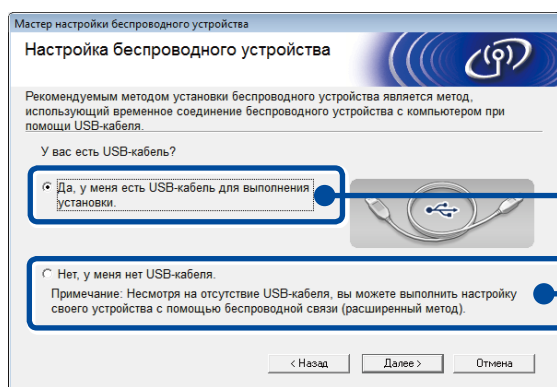 Мастер настройки беспроводного устройства
Настройка беспроводного устройства
Рекомендуемым методом установки беспроводного устройства является метод,
использующий временное соединение беспроводного устройства с компьютером при
помощи USB-кабеля.
У вас есть USB-кабель?
Да, у меня есть USB-кабель для выполнения
установки.
Нет, у меня нет USB-кабеля.
Примечание: Несмотря на отсутствие USB-кабеля, вы можете выполнить настройку
своего устройства с помощью беспроводной связи (расширенный метод).
< Назад Далее > Отмена